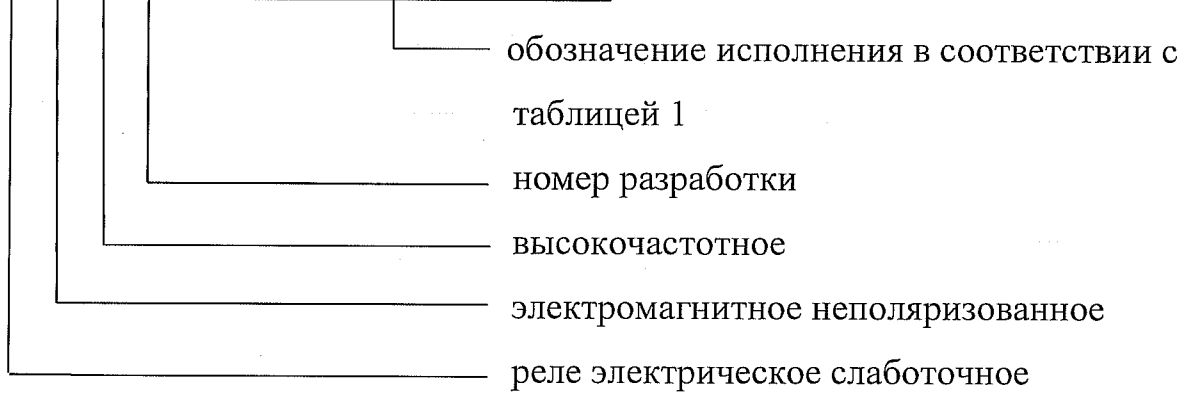 обозначение исполнения в соответствии с
таблицей 1
номер разработки
высокочастотное
электромагнитное неполяризованное
реле электрическое слаботочное